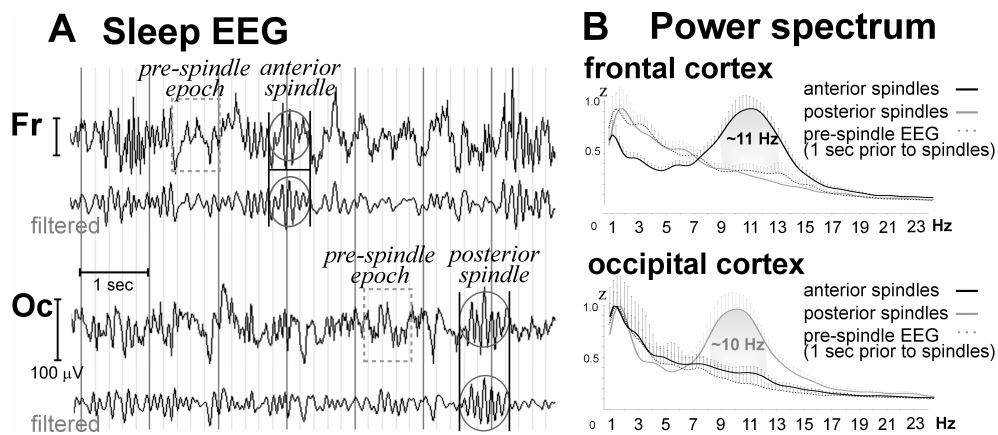 A Sleep EEG
pre-spindle
epoch
anterior
spindle
Fr
filtered
1 sec
pre-spindle
epoch
posterior
spindle
Oc
100 µV
filtered
B Power spectrum
frontal cortex
z
1.0
0.5
0
~11 Hz
anterior spindles
posterior spindles
pre-spindle EEG
(1 sec prior to spindles)
1 3 5 7 9 11 13 15 17 19 21 23 Hz
occipital cortex
z
1.0
0.5
0
~10 Hz
anterior spindles
posterior spindles
pre-spindle EEG
(1 sec prior to spindles)
1 3 5 7 9 11 13 15 17 19 21 23 Hz